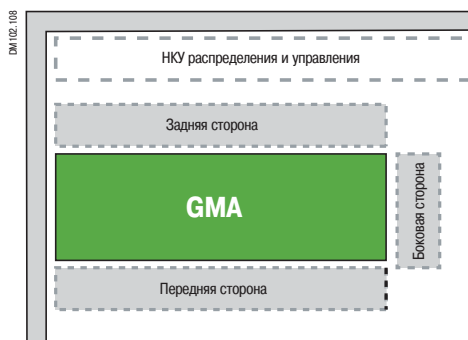 DM102.108
НКУ распределения и управления
Задняя сторона
GMA
Боковая сторона
Передняя сторона